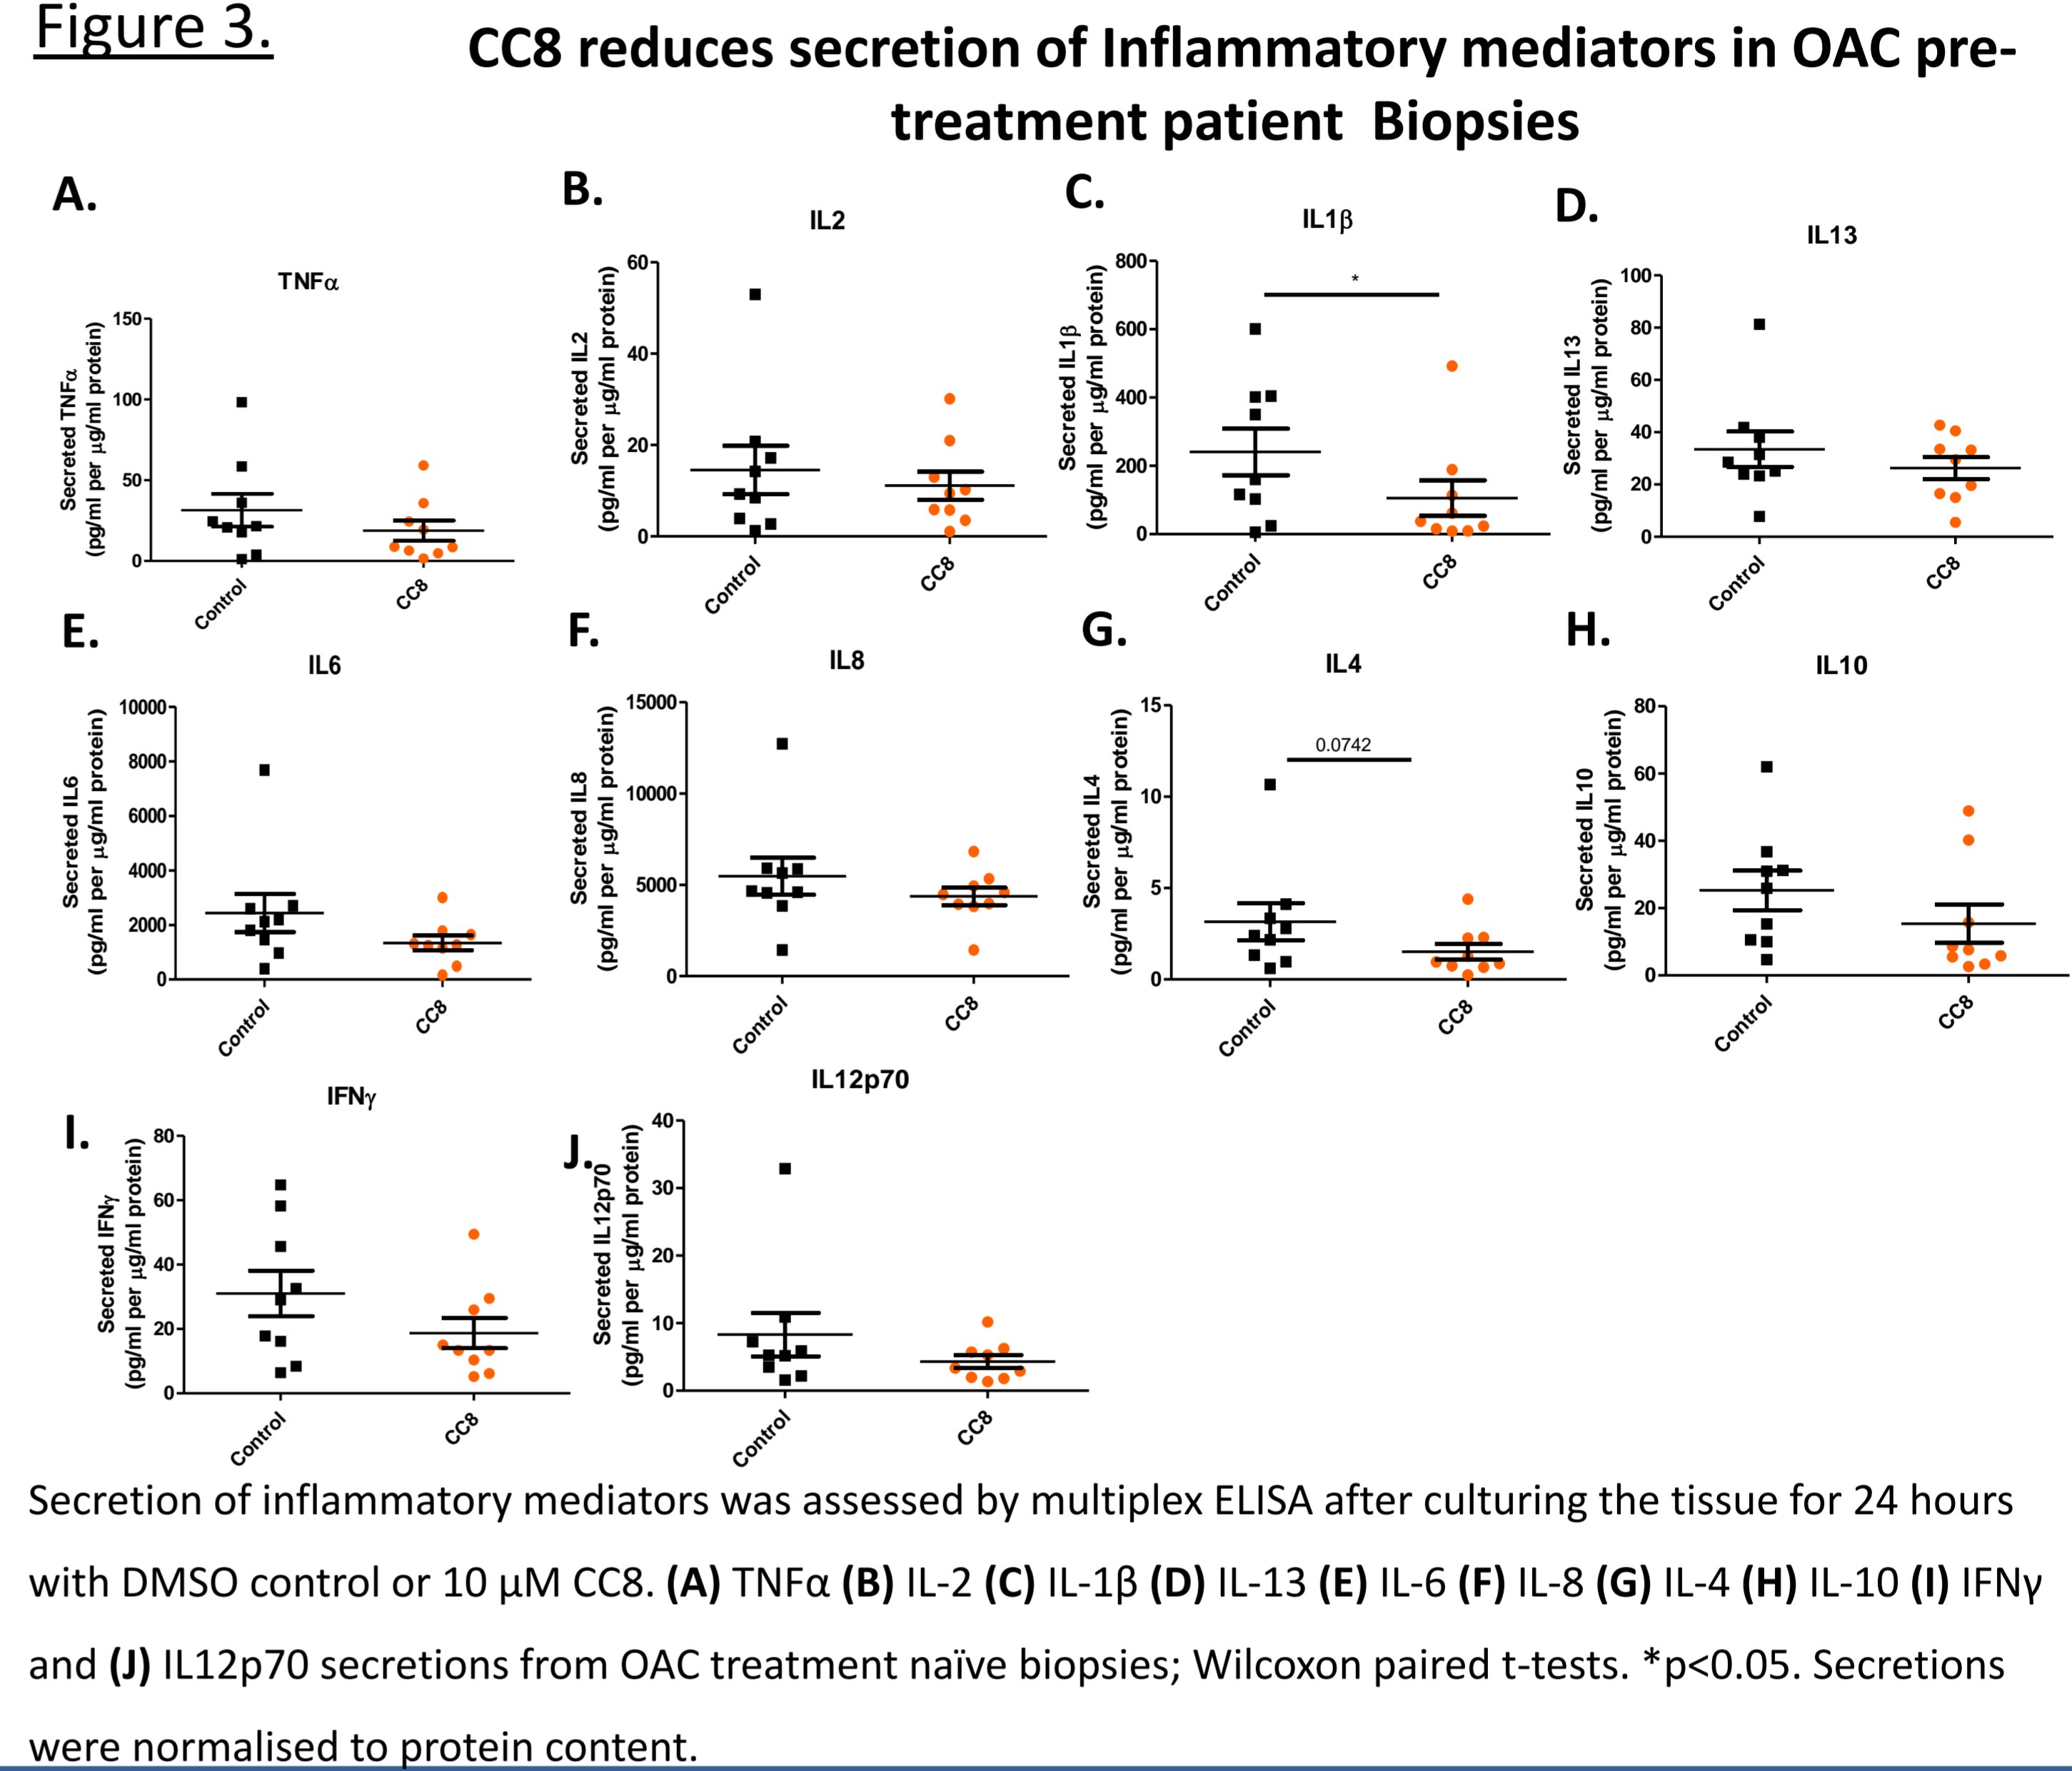 Figure 3.
CC8 reduces secretion of Inflammatory mediators in OAC pre-
treatment patient Biopsies
A.
TNFα
Secreted TNFα
(pg/ml per μg/ml protein)
150
100
50
0
Control
CC8
B.
IL2
Secreted IL2
(pg/ml per μg/ml protein)
60
40
20
0
Control
CC8
C.
IL1β
Secreted IL1β
(pg/ml per μg/ml protein)
800
600
400
200
0
*
Control
CC8
D.
IL13
Secreted IL13
(pg/ml per μg/ml protein)
100
80
60
40
20
0
Control
CC8
E.
IL6
Secreted IL6
(pg/ml per μg/ml protein)
10000
8000
6000
4000
2000
0
Control
CC8
F.
IL8
Secreted IL8
(pg/ml per μg/ml protein)
15000
10000
5000
0
Control
CC8
G.
IL4
Secreted IL4
(pg/ml per μg/ml protein)
15
10
5
0
0.0742
Control
CC8
H.
IL10
Secreted IL10
(pg/ml per μg/ml protein)
80
60
40
20
0
Control
CC8
I.
IFNγ
Secreted IFNγ
(pg/ml per μg/ml protein)
80
60
40
20
0
Control
CC8
J.
IL12p70
Secreted IL12p70
(pg/ml per μg/ml protein)
40
30
20
10
0
Control
CC8
Secretion of inflammatory mediators was assessed by multiplex ELISA after culturing the tissue for 24 hours
with DMSO control or 10 μM CC8. (A) TNFα (B) IL-2 (C) IL-1β (D) IL-13 (E) IL-6 (F) IL-8 (G) IL-4 (H) IL-10 (I) IFNγ
and (J) IL12p70 secretions from OAC treatment naïve biopsies; Wilcoxon paired t-tests. *p<0.05. Secretions
were normalised to protein content.